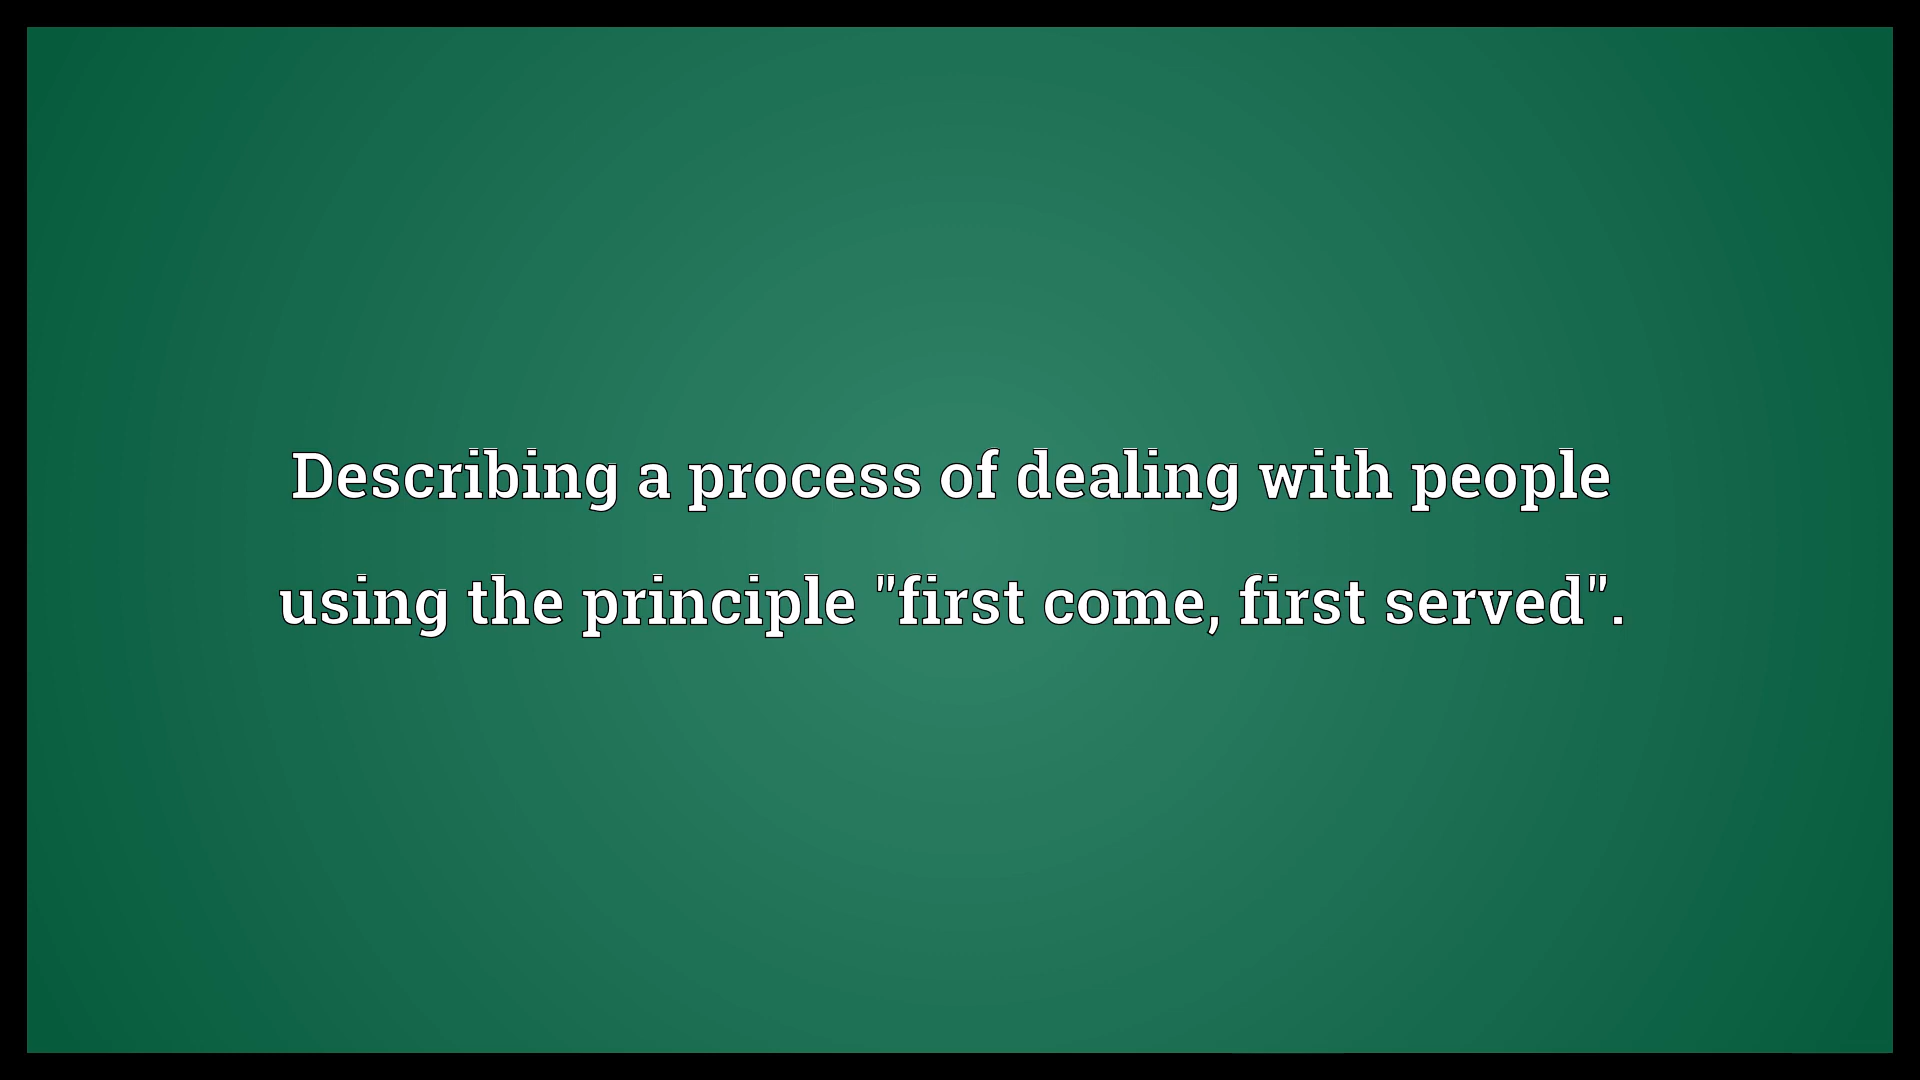 Describing a process of dealing with people
using the principle "first come, first served".